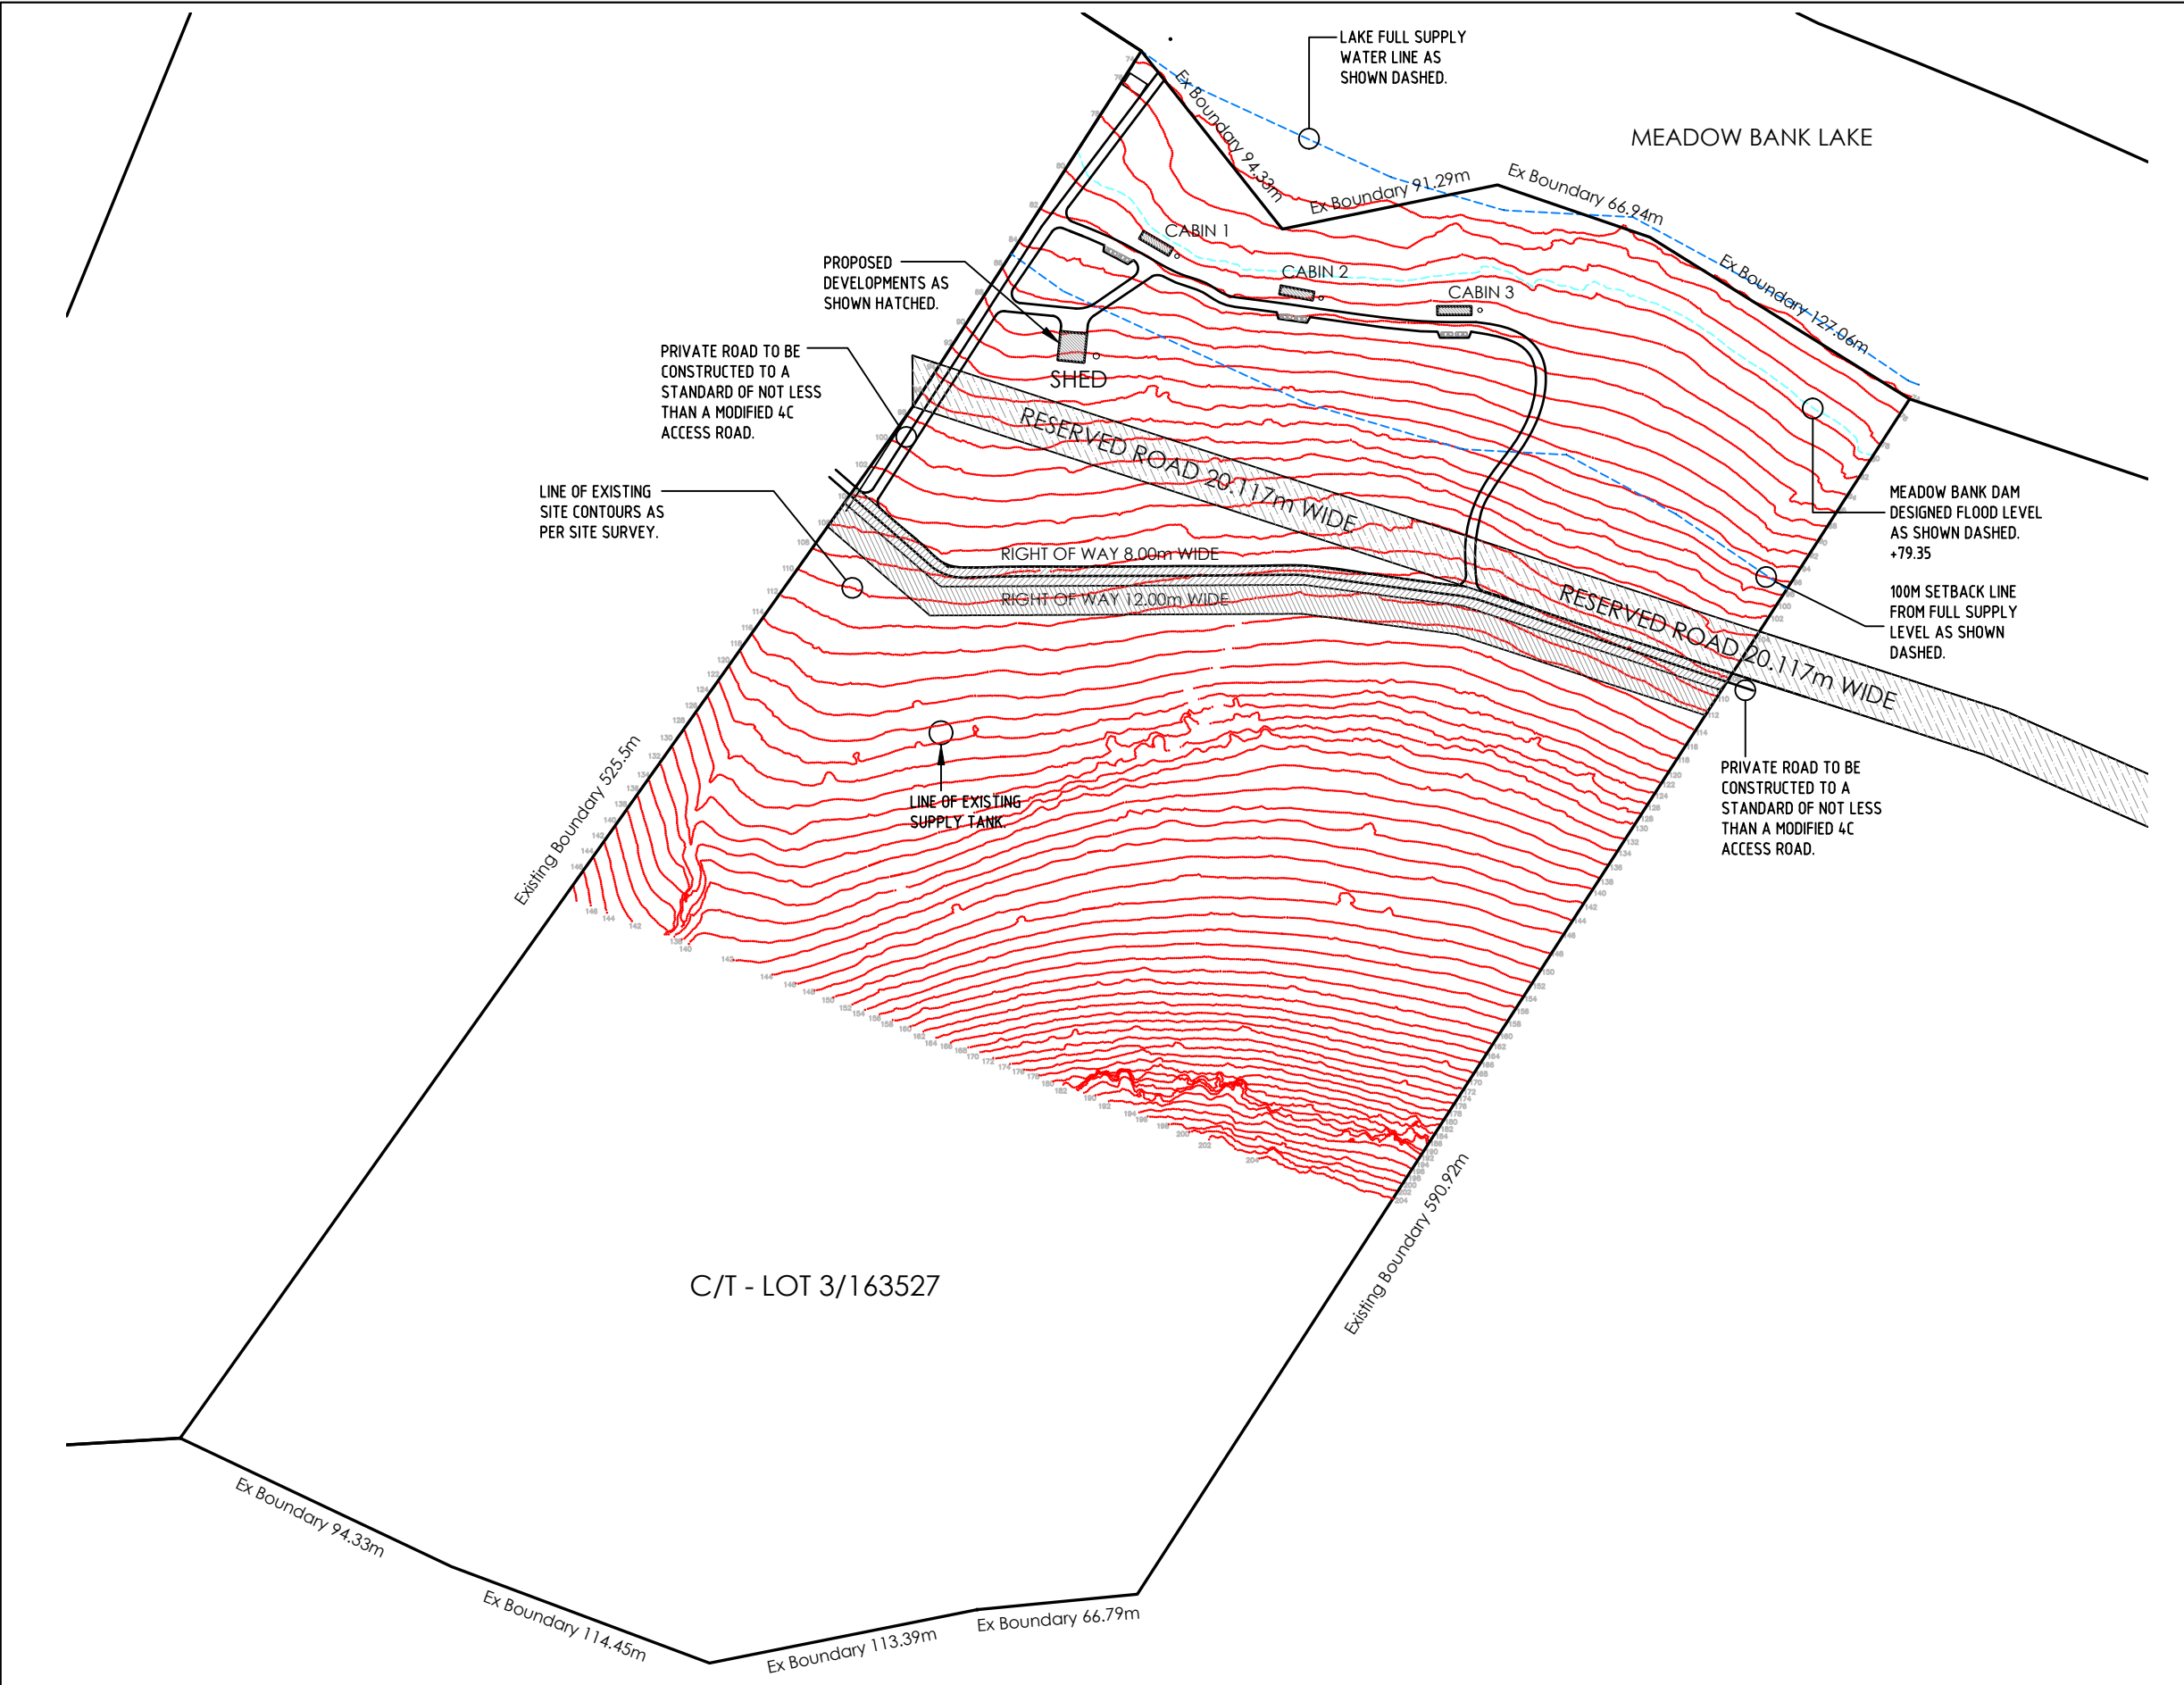 LAKE FULL SUPPLY
WATER LINE AS
SHOWN DASHED.
MEADOW BANK LAKE
Ex Boundary 94.33m
Ex Boundary 91.29m
Ex Boundary 66.94m
Ex Boundary 127.06m
CABIN 1
CABIN 2
CABIN 3
PROPOSED
DEVELOPMENTS AS
SHOWN HATCHED.
SHED
PRIVATE ROAD TO BE
CONSTRUCTED TO A
STANDARD OF NOT LESS
THAN A MODIFIED 4C
ACCESS ROAD.
RESERVED ROAD 20.117m WIDE
LINE OF EXISTING
SITE CONTOURS AS
PER SITE SURVEY.
MEADOW BANK DAM
DESIGNED FLOOD LEVEL
AS SHOWN DASHED.
+79.35
RIGHT OF WAY 8.00m WIDE
RIGHT OF WAY 12.00m WIDE
100M SETBACK LINE
FROM FULL SUPPLY
LEVEL AS SHOWN
DASHED.
RESERVED ROAD 20.117m WIDE
PRIVATE ROAD TO BE
CONSTRUCTED TO A
STANDARD OF NOT LESS
THAN A MODIFIED 4C
ACCESS ROAD.
LINE OF EXISTING
SUPPLY TANK.
Existing Boundary 525.5m
Existing Boundary 590.92m
C/T - LOT 3/163527
Ex Boundary 94.33m
Ex Boundary 114.45m
Ex Boundary 113.39m
Ex Boundary 66.79m